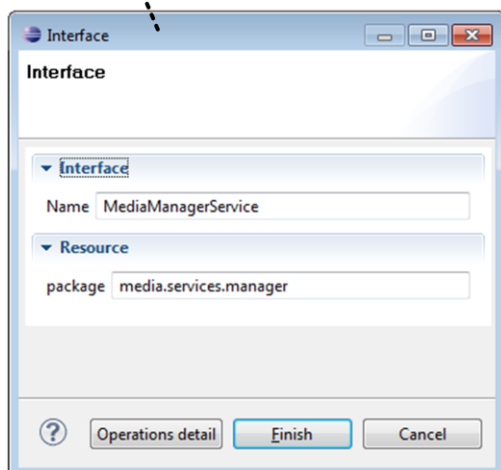 Interface
Interface
Interface
Name MediaManagerService
Resource
package media.services.manager
? Operations detail Finish Cancel